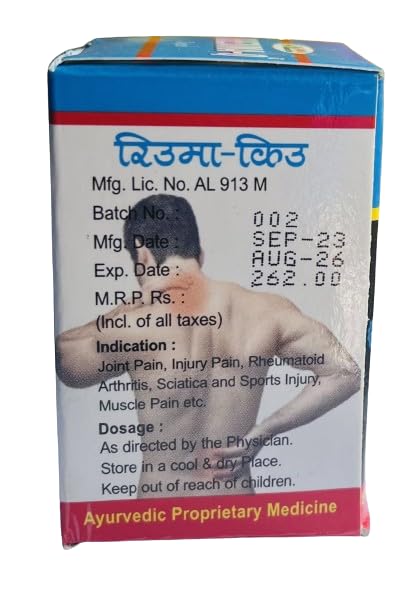 रिउमा-किउ
Mfg. Lic. No. AL 913 M
Batch No. : 002
Mfg. Date : SEP-23
Exp. Date : AUG-26
M.R.P. Rs. : 262.00
(Incl. of all taxes)
Indication :
Joint Pain, Injury Pain, Rheumatoid
Arthritis, Sciatica and Sports Injury,
Muscle Pain etc.
Dosage :
As directed by the Physician.
Store in a cool & dry Place.
Keep out of reach of children.
Ayurvedic Proprietary Medicine